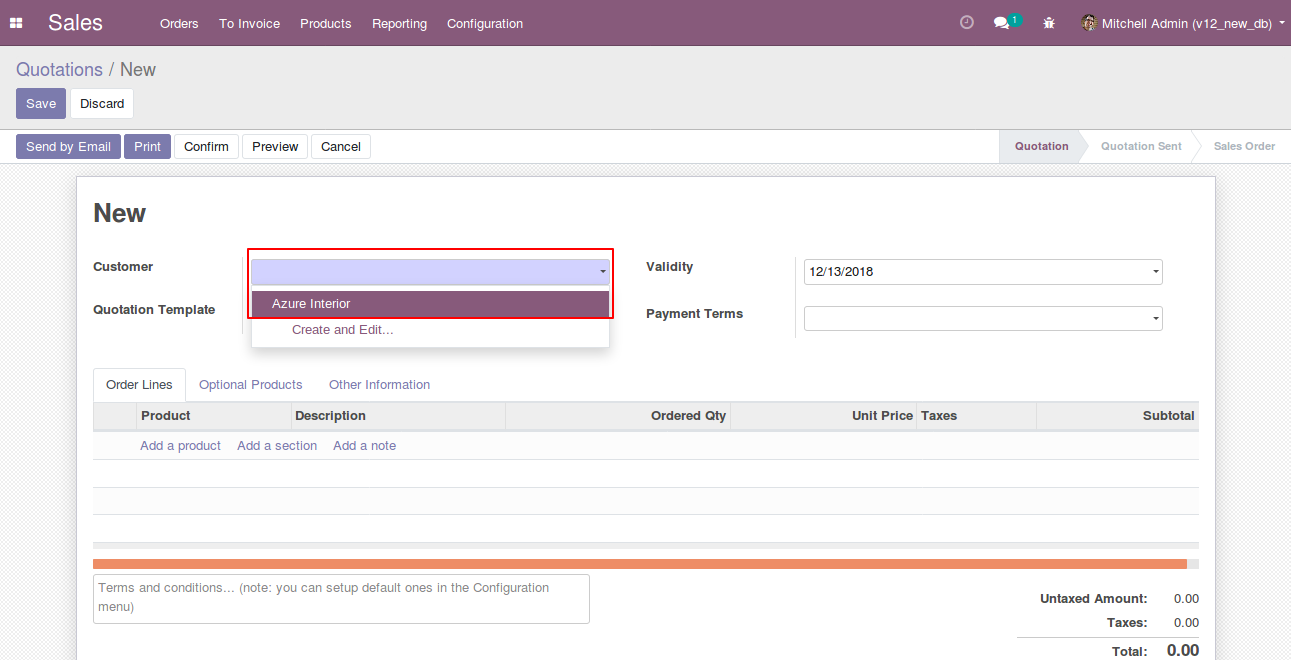 Sales Orders To Invoice Products Reporting Configuration 1 Mitchell Admin (v12_new_db)
Quotations / New
Save Discard
Send by Email Print Confirm Preview Cancel Quotation Quotation Sent Sales Order
New
Customer Validity 12/13/2018
Azure Interior
Quotation Template Payment Terms
Create and Edit...
Order Lines Optional Products Other Information
Product Description Ordered Qty Unit Price Taxes Subtotal
Add a product Add a section Add a note
Terms and conditions... (note: you can setup default ones in the Configuration
menu)
Untaxed Amount: 0.00
Taxes: 0.00
Total: 0.00